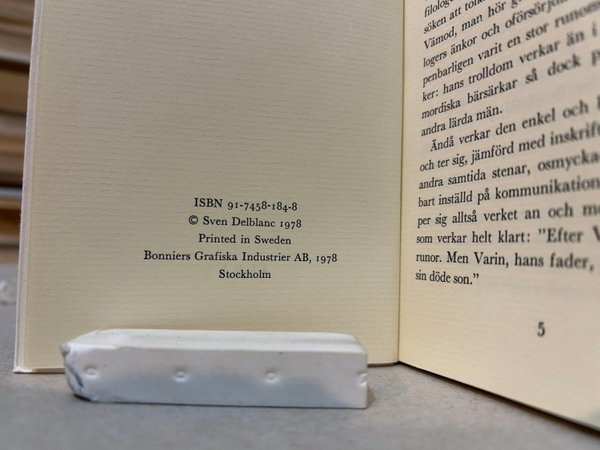 ISBN 91-7458-184-8
© Sven Delblanc 1978
Printed in Sweden
Bonniers Grafiska Industrier AB, 1978
Stockholm
söken att
Vämod, man hör
logers änkor och oförsörj
penbarligen varit en stor runom
ker: hans trolldom verkar än i
mordiska bärsärkar så dock p
andra lärda män.
Ändå verkar den enkel och
och ter sig, jämförd med inskrift
andra samtida stenar, osmycka
bart inställd på kommunikation
per sig alltså verket an och m
som verkar helt klart: "Efter V
runor. Men Varin, hans fader,
sin döde son."
5